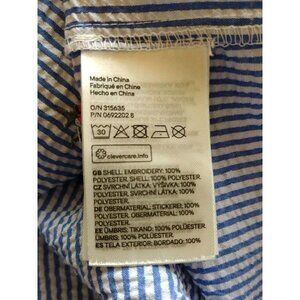 Made in China
Fabriqué en Chine
Hecho en China
O/N 315635
P/N 0692202 8
30
clevercare.info
GB SHELL: EMBROIDERY: 100%
POLYESTER. SHELL: 100%
POLYESTER.
CZ SVRCHNÍ LÁTKA: VÝŠIVKA: 100%
POLYESTER. SVRCHNÍ LÁTKA: 100%
POLYESTER.
DE OBERMATERIAL: STICKEREI: 100%
POLYESTER. OBERMATERIAL: 100%
POLYESTER.
EE ÜMBRIS: TIKAND: 100% POLÜESTER.
ÜMBRIS: 100% POLÜESTER.
ES TELA EXTERIOR: BORDADO: 100%